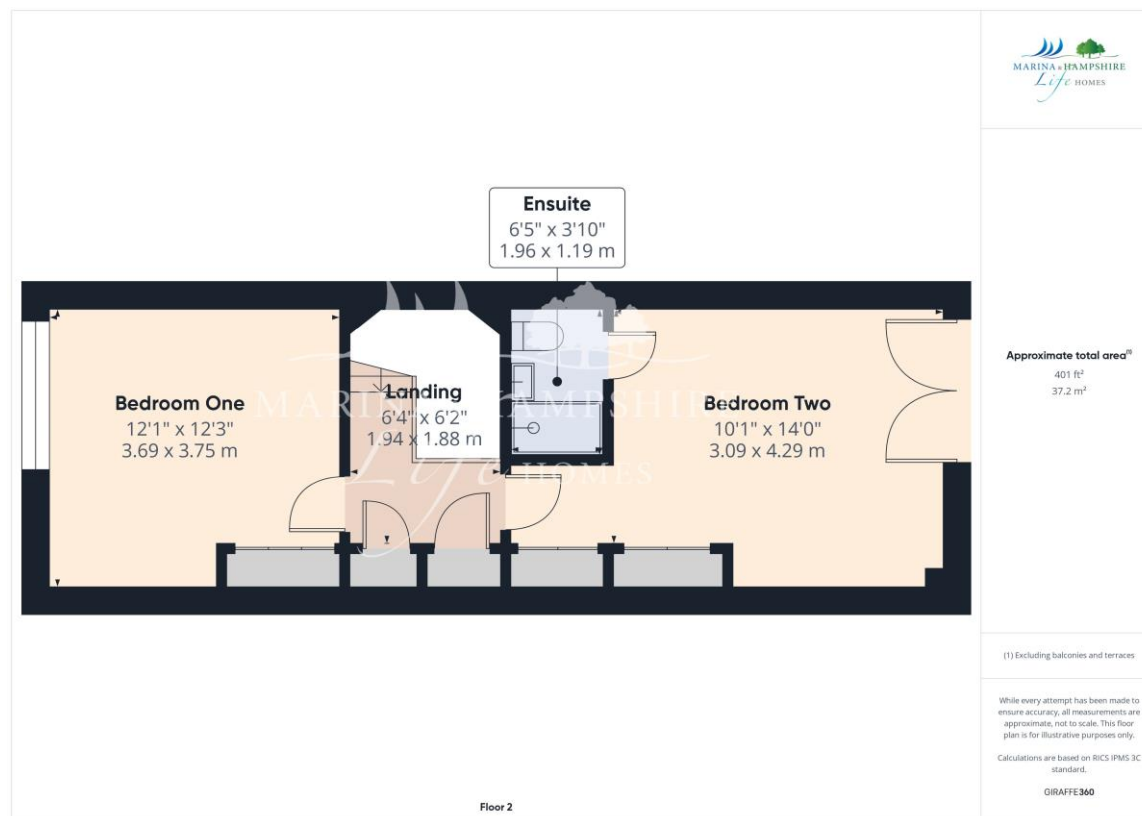 MARINA & HAMPSHIRE
Life HOMES
Ensuite
6'5" x 3'10"
1.96 x 1.19 m
Bedroom One
12'1" x 12'3"
3.69 x 3.75 m
Landing
6'4" x 6'2"
1.94 x 1.88 m
Bedroom Two
10'1" x 14'0"
3.09 x 4.29 m
MARINA & HAMPSHIRE
Life HOMES
Floor 2
Approximate total area(1)
401 ft²
37.2 m²
(1) Excluding balconies and terraces
While every attempt has been made to
ensure accuracy, all measurements are
approximate, not to scale. This floor
plan is for illustrative purposes only.
Calculations are based on RICS IPMS 3C
standard.
GIRAFFE360